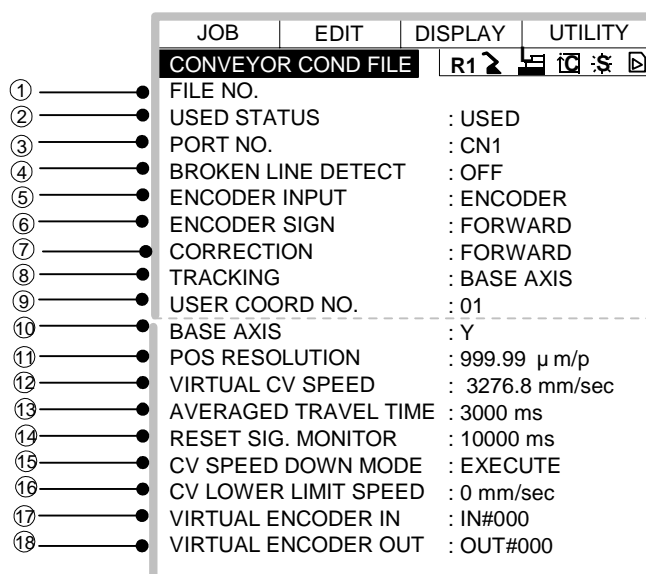 JOB EDIT DISPLAY UTILITY
CONVEYOR COND FILE R1 C S
① FILE NO.
② USED STATUS : USED
③ PORT NO. : CN1
④ BROKEN LINE DETECT : OFF
⑤ ENCODER INPUT : ENCODER
⑥ ENCODER SIGN : FORWARD
⑦ CORRECTION : FORWARD
⑧ TRACKING : BASE AXIS
⑨ USER COORD NO. : 01
⑩ BASE AXIS : Y
⑪ POS RESOLUTION : 999.99 μm/p
⑫ VIRTUAL CV SPEED : 3276.8 mm/sec
⑬ AVERAGED TRAVEL TIME : 3000 ms
⑭ RESET SIG. MONITOR : 10000 ms
⑮ CV SPEED DOWN MODE : EXECUTE
⑯ CV LOWER LIMIT SPEED : 0 mm/sec
⑰ VIRTUAL ENCODER IN : IN#000
⑱ VIRTUAL ENCODER OUT : OUT#000